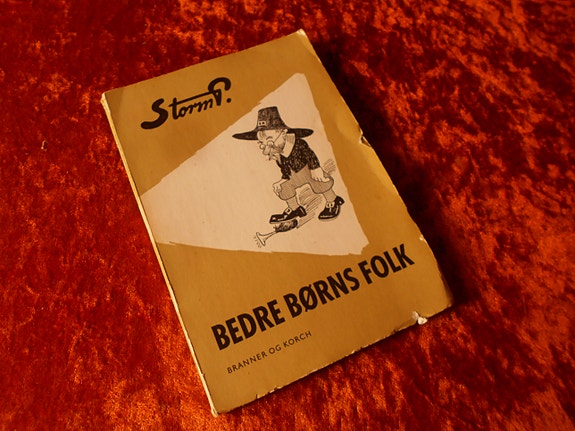 Storm P.
BEDRE BØRNS FOLK
BRANNER OG KORCH